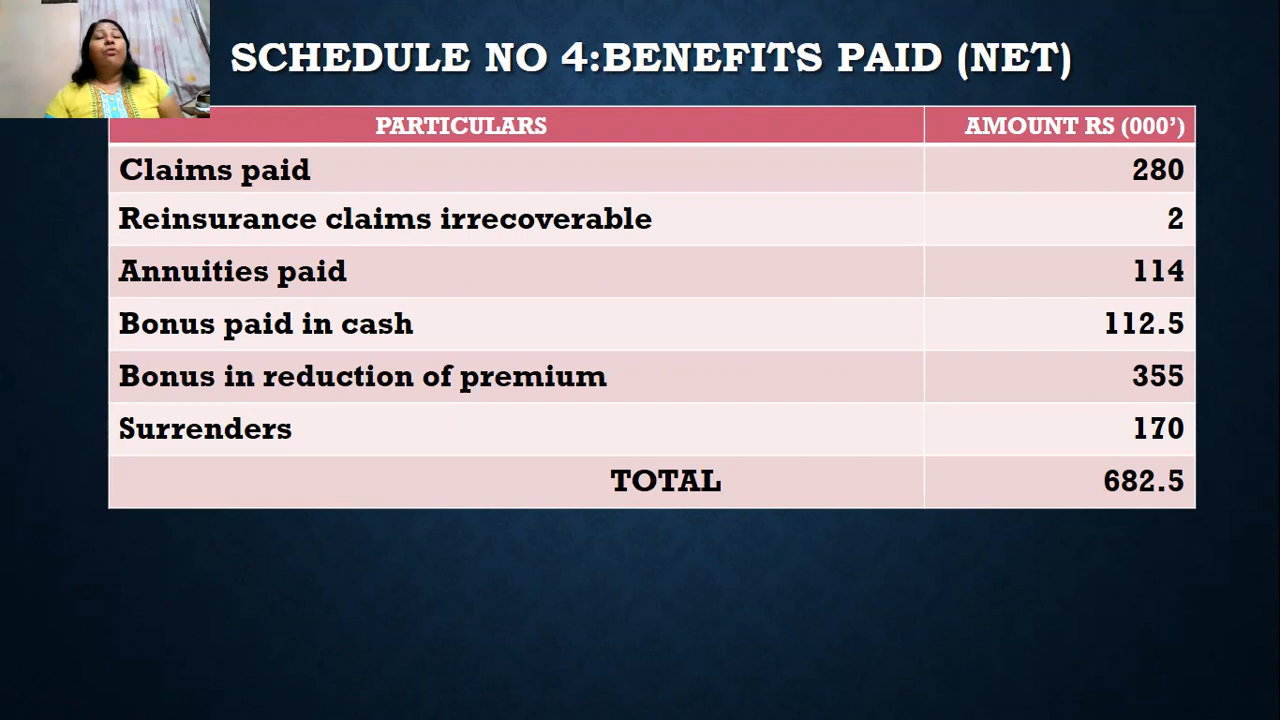 SCHEDULE NO 4:BENEFITS PAID (NET)
PARTICULARS AMOUNT RS (000’)
Claims paid 280
Reinsurance claims irrecoverable 2
Annuities paid 114
Bonus paid in cash 112.5
Bonus in reduction of premium 355
Surrenders 170
TOTAL 682.5